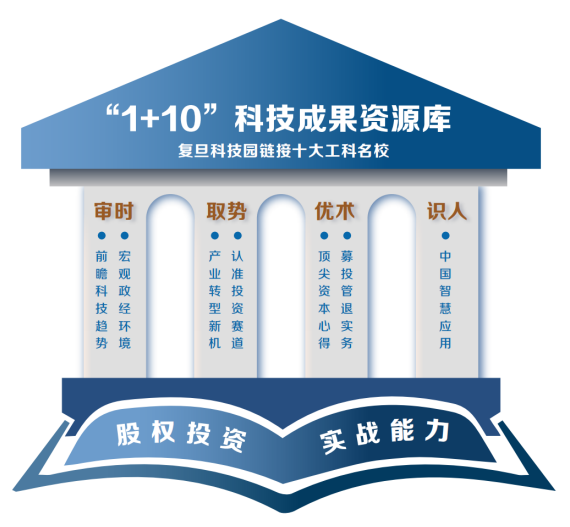 “1+10”科技成果资源库
复旦科技园链接十大工科名校
审时
前瞻科技趋势
宏观政经环境
取势
产业转型新机
认准投资赛道
优术
顶尖资本心得
募投管退实务
识人
中国智慧应用
股权投资
实战能力